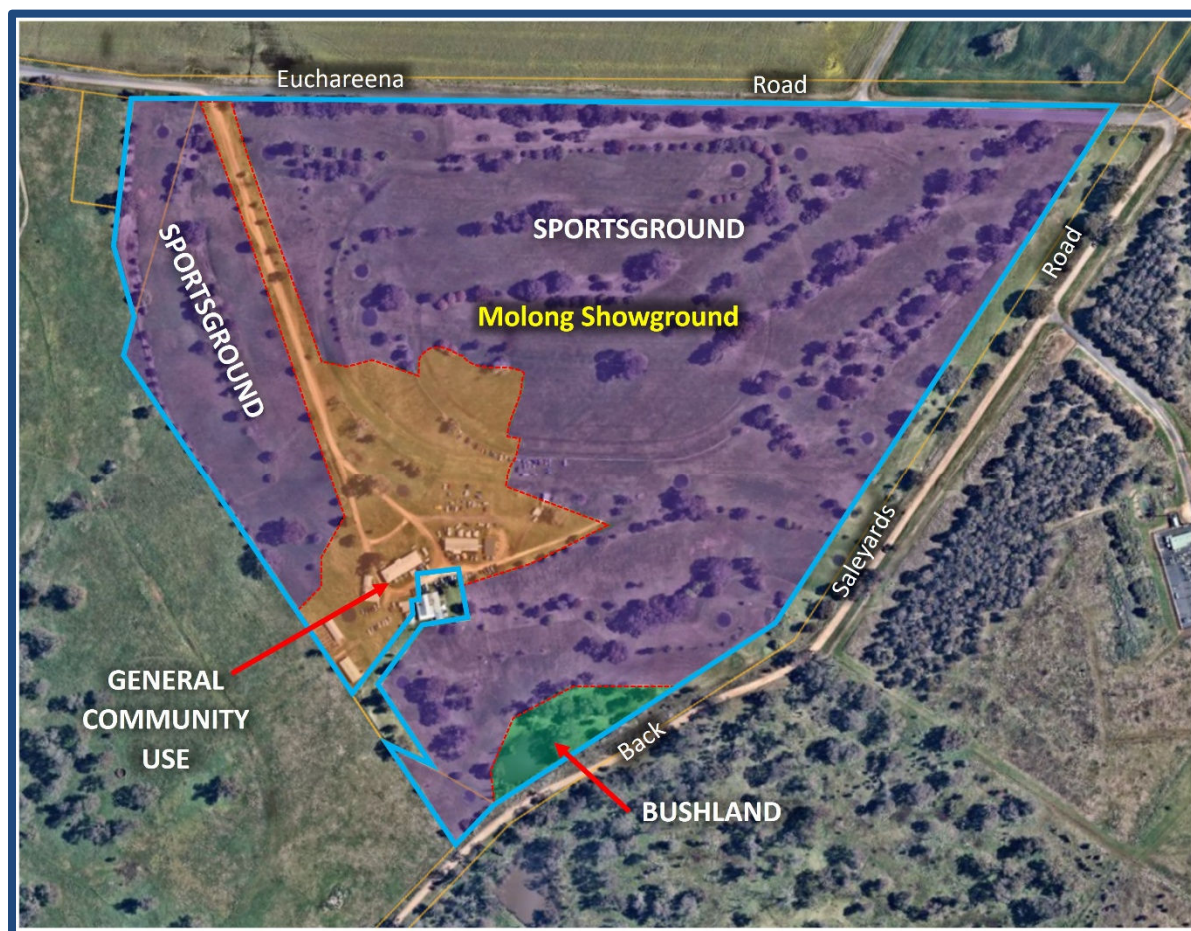 Euchareena Road
SPORTSGROUND
SPORTSGROUND
Molong Showground
Road
Saleyards
Back
GENERAL
COMMUNITY
USE
BUSHLAND